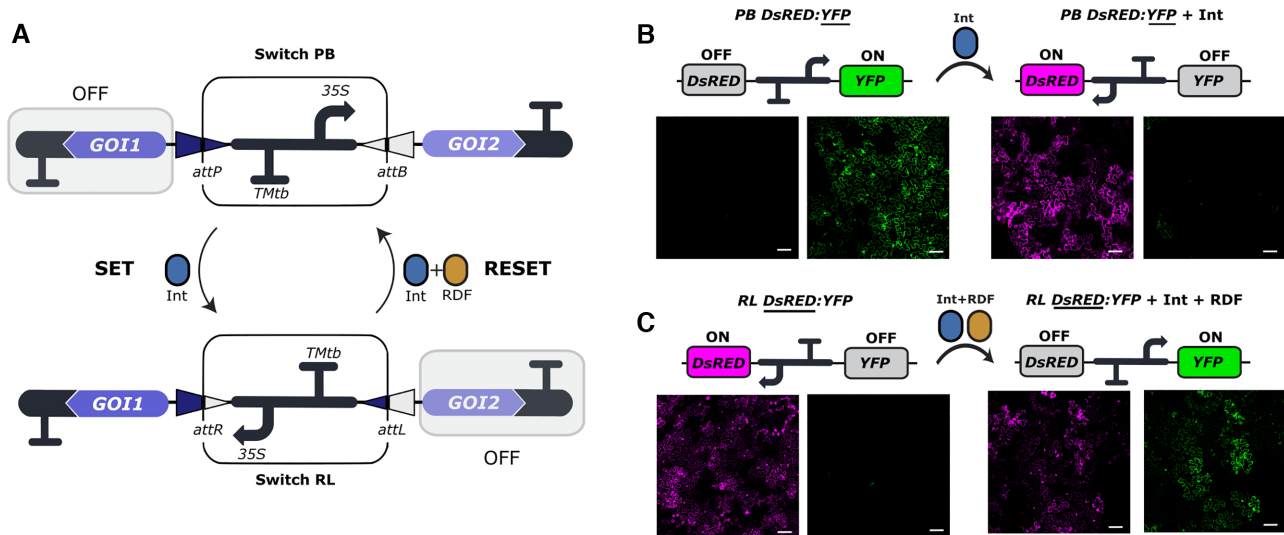 A
Switch PB
OFF
35S
GOI1
GOI2
attP
attB
TMtb
SET
Int
Int
+
RDF
RESET
TMtb
GOI1
GOI2
attR
attL
35S
OFF
Switch RL
B
PB DsRED:YFP
Int
PB DsRED:YFP + Int
OFF
ON
ON
OFF
DsRED
YFP
DsRED
YFP
C
RL DsRED:YFP
Int+RDF
RL DsRED:YFP + Int + RDF
ON
OFF
OFF
ON
DsRED
YFP
DsRED
YFP